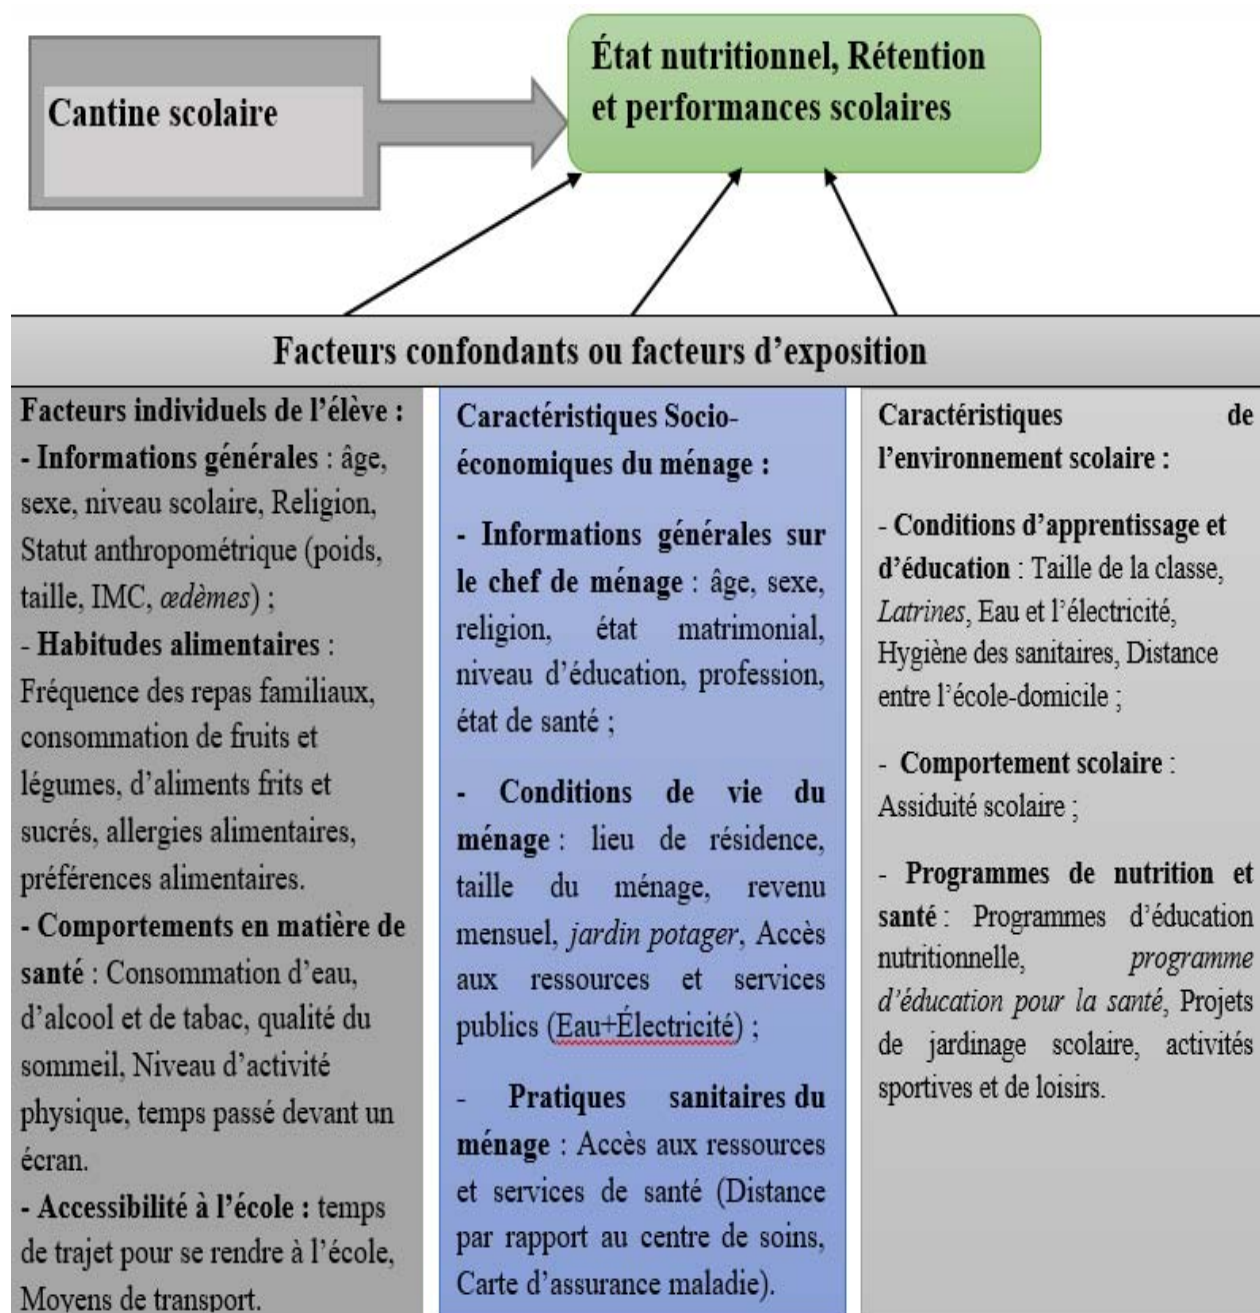 Cantine scolaire
État nutritionnel, Rétention
et performances scolaires
Facteurs confondants ou facteurs d’exposition
Facteurs individuels de l’élève :
- Informations générales : âge,
sexe, niveau scolaire, Religion,
Statut anthropométrique (poids,
taille, IMC, œdèmes) ;
- Habitudes alimentaires :
Fréquence des repas familiaux,
consommation de fruits et
légumes, d’aliments frits et
sucrés, allergies alimentaires,
préférences alimentaires.
- Comportements en matière de
santé : Consommation d’eau,
d’alcool et de tabac, qualité du
sommeil, Niveau d’activité
physique, temps passé devant un
écran.
- Accessibilité à l’école : temps
de trajet pour se rendre à l’école,
Moyens de transport.
Caractéristiques Socio-
économiques du ménage :
- Informations générales sur
le chef de ménage : âge, sexe,
religion, état matrimonial,
niveau d’éducation, profession,
état de santé ;
- Conditions de vie du
ménage : lieu de résidence,
taille du ménage, revenu
mensuel, jardin potager, Accès
aux ressources et services
publics (Eau+Électricité) ;
- Pratiques sanitaires du
ménage : Accès aux ressources
et services de santé (Distance
par rapport au centre de soins,
Carte d’assurance maladie).
Caractéristiques de
l’environnement scolaire :
- Conditions d’apprentissage et
d’éducation : Taille de la classe,
Latrines, Eau et l’électricité,
Hygiène des sanitaires, Distance
entre l’école-domicile ;
- Comportement scolaire :
Assiduité scolaire ;
- Programmes de nutrition et
santé : Programmes d’éducation
nutritionnelle, programme
d’éducation pour la santé, Projets
de jardinage scolaire, activités
sportives et de loisirs.